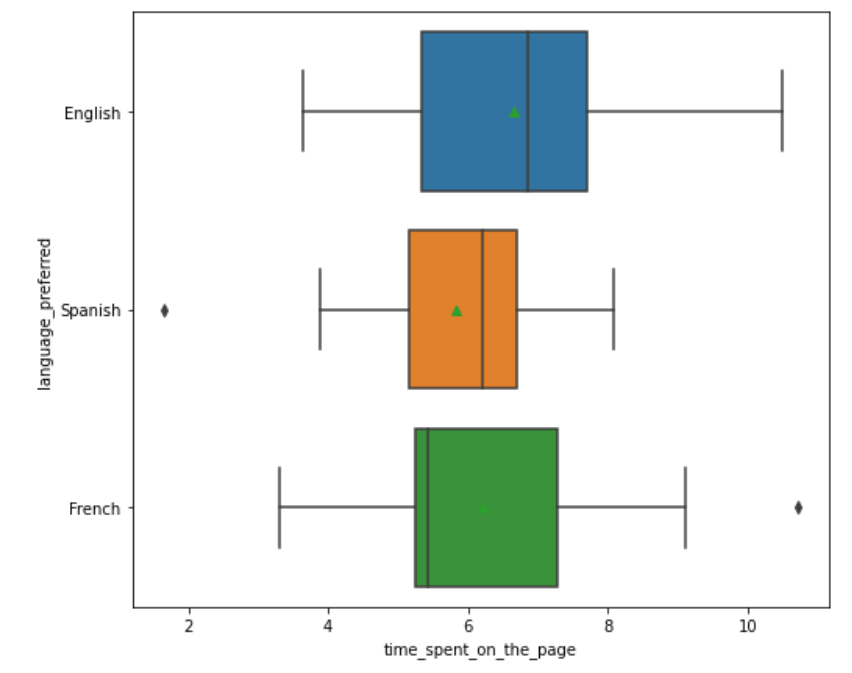 English
language_preferred
Spanish
French
2
4
6
8
10
time_spent_on_the_page